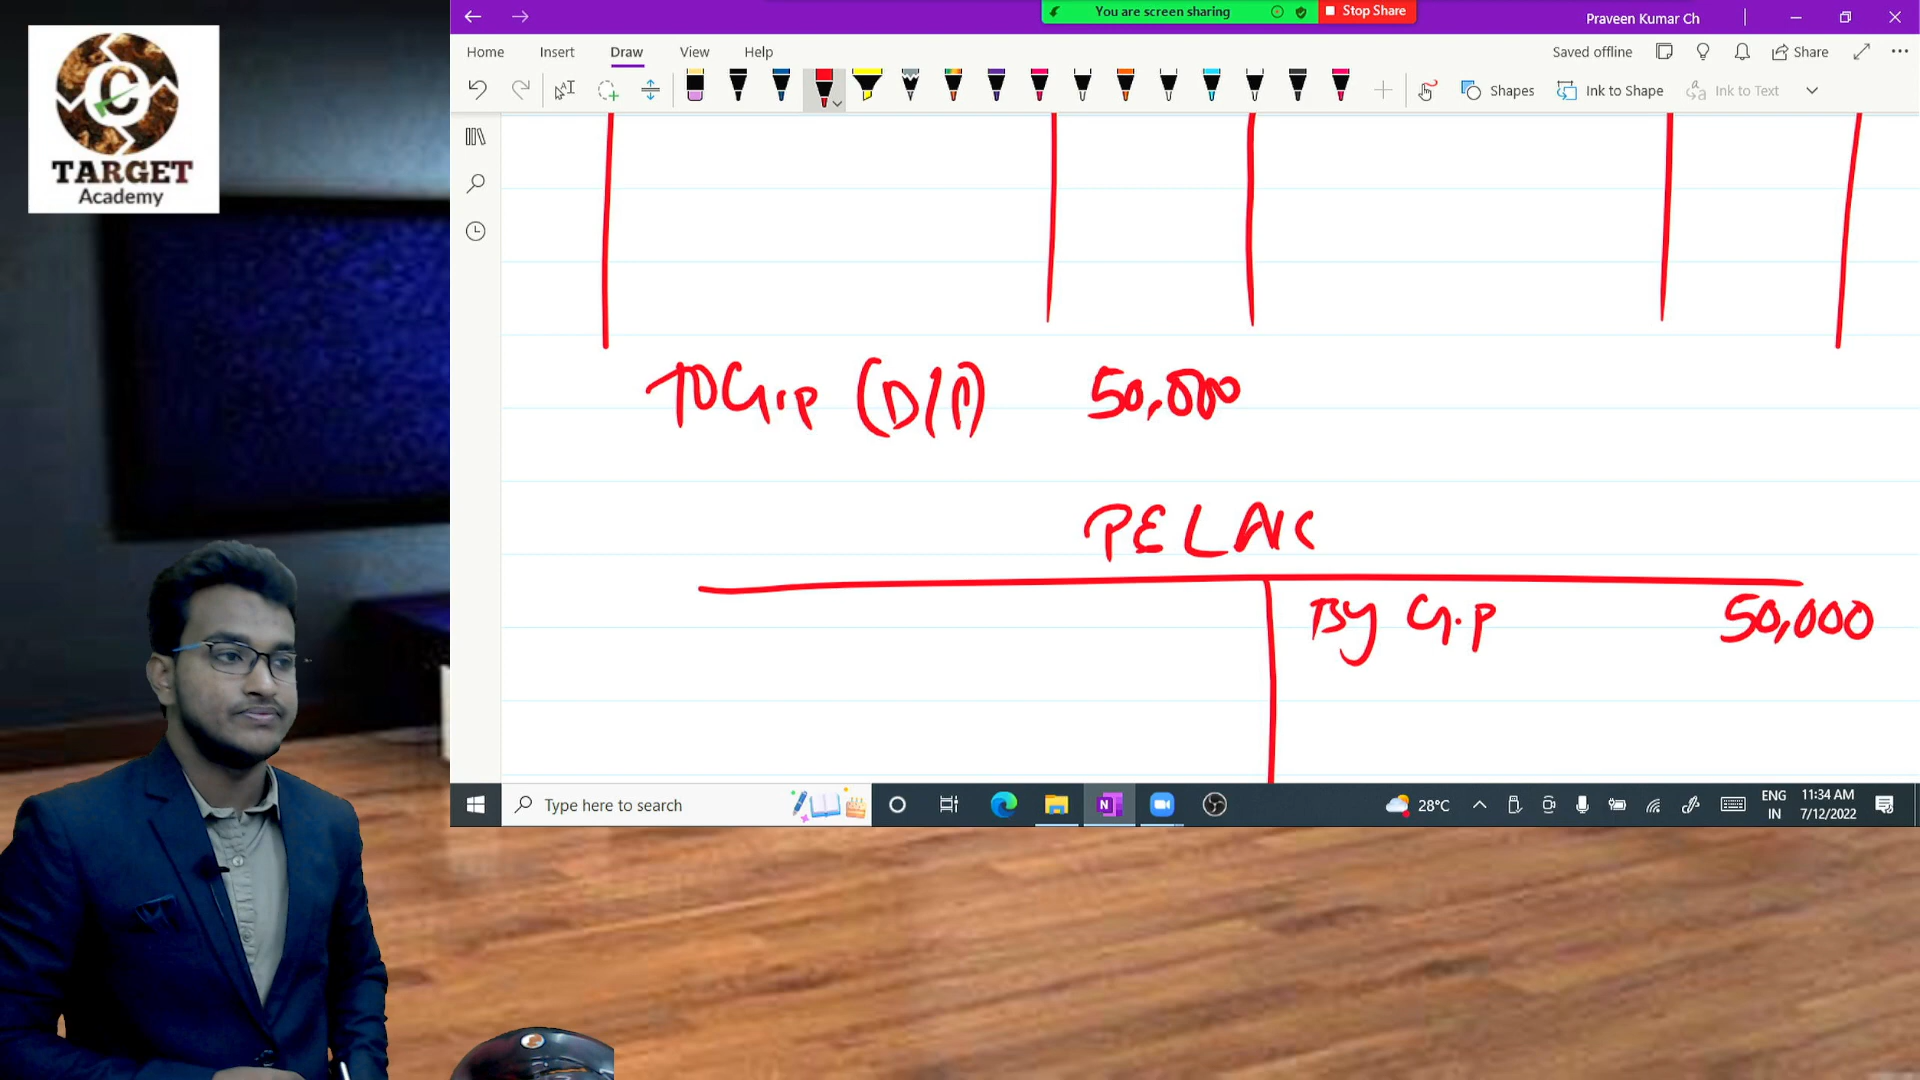 TARGET
Academy
You are screen sharing
Stop Share
Praveen Kumar Ch
Home Insert Draw View Help
Saved offline
Share
Shapes
Ink to Shape
Ink to Text
TO G.P (D/P) 50,000
P&L A/C
By G.P 50,000
Type here to search
28°C
ENG
IN
11:34 AM
7/12/2022